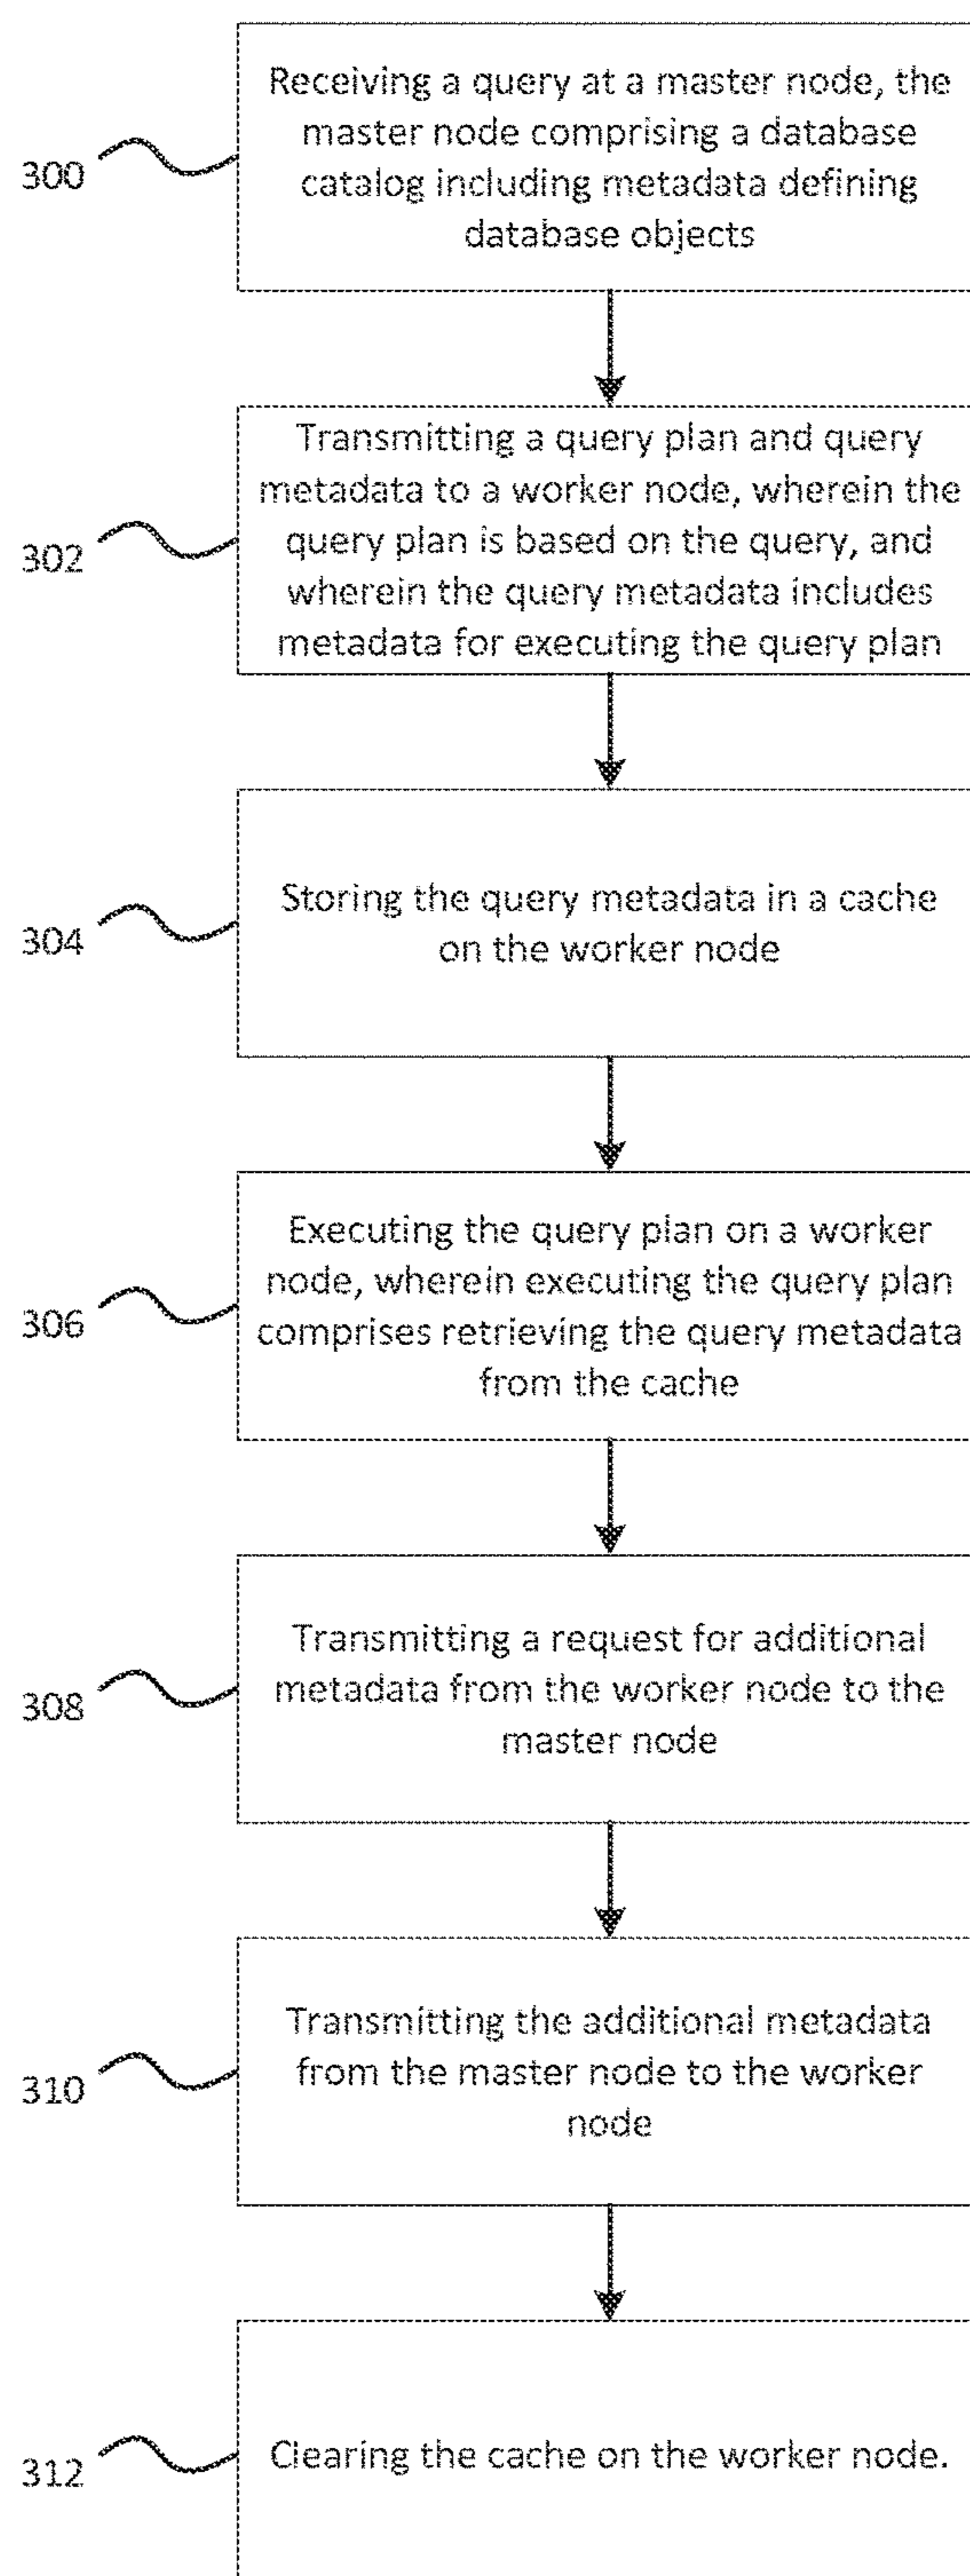 Receiving a query at a master node, the
master node comprising a database
catalog including metadata defining
database objects
300
Transmitting a query plan and query
metadata to a worker node, wherein the
query plan is based on the query, and
wherein the query metadata includes
metadata for executing the query plan
302
Storing the query metadata in a cache
on the worker node
304
Executing the query plan on a worker
node, wherein executing the query plan
comprises retrieving the query metadata
from the cache
306
Transmitting a request for additional
metadata from the worker node to the
master node
308
Transmitting the additional metadata
from the master node to the worker
node
310
Clearing the cache on the worker node.
312